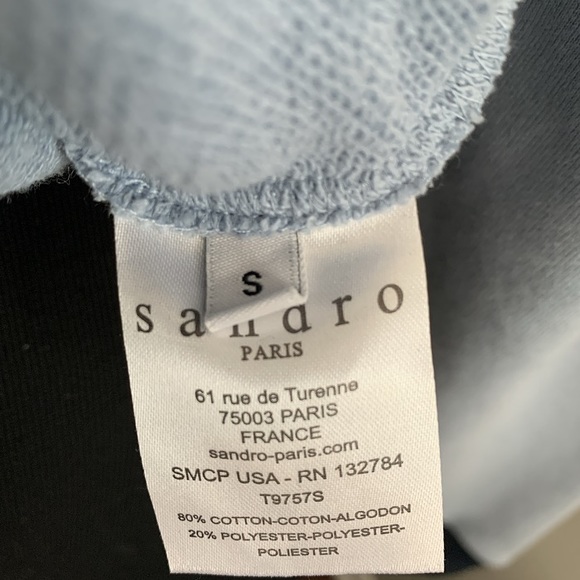 S
sandro
PARIS
61 rue de Turenne
75003 PARIS
FRANCE
sandro-paris.com
SMCP USA - RN 132784
T9757S
80% COTTON-COTON-ALGODON
20% POLYESTER-POLYESTER-
POLIESTER